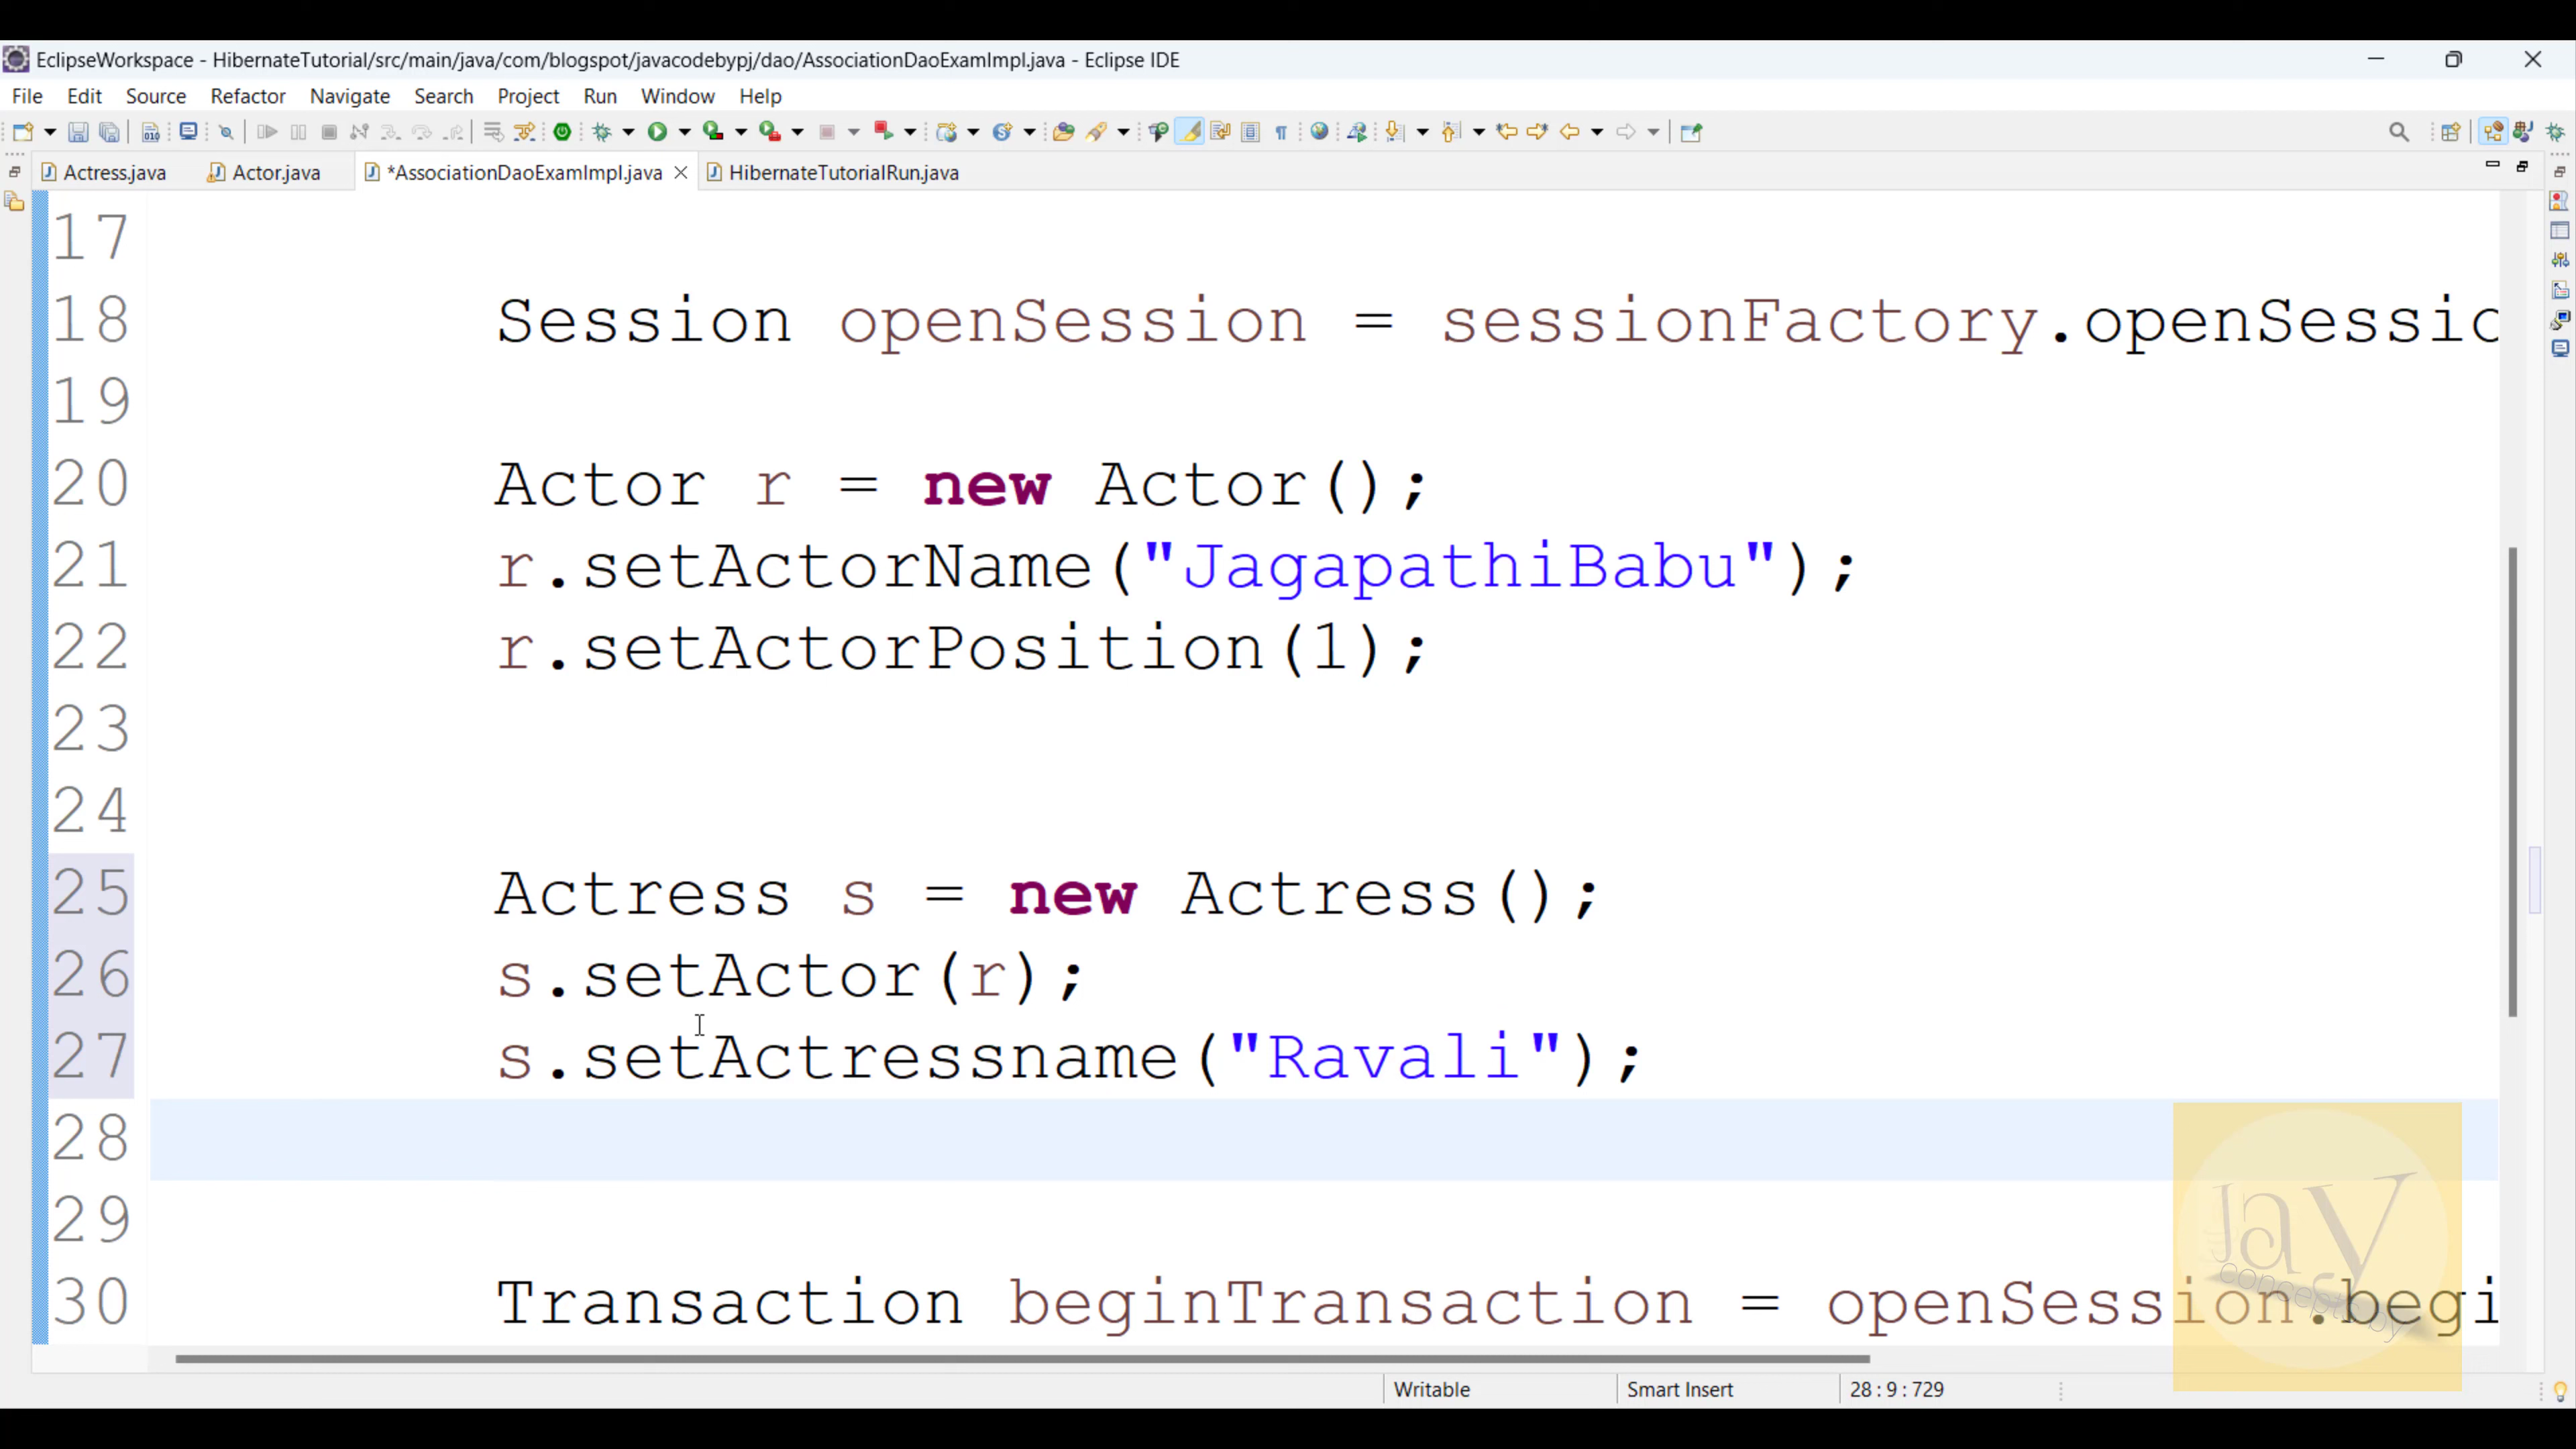 EclipseWorkspace - HibernateTutorial/src/main/java/com/blogspot/javacodebypj/dao/AssociationDaoExamImpl.java - Eclipse IDE
File Edit Source Refactor Navigate Search Project Run Window Help
Actress.java Actor.java *AssociationDaoExamImpl.java HibernateTutorialRun.java
17
18 Session openSession = sessionFactory.openSessio
19
20 Actor r = new Actor();
21 r.setActorName("JagapathiBabu");
22 r.setActorPosition(1);
23
24
25 Actress s = new Actress();
26 s.setActor(r);
27 s.setActressname("Ravali");
28
29
30 Transaction beginTransaction = openSession.begi
Writable Smart Insert 28 : 9 : 729